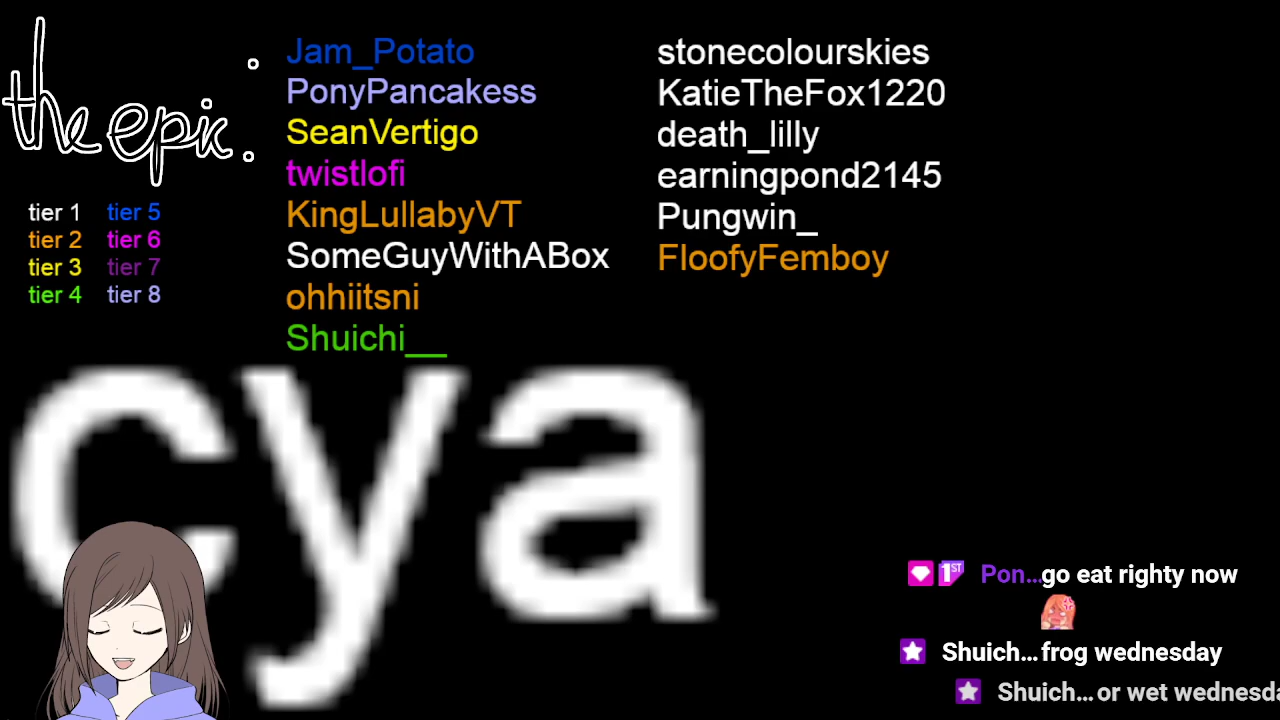 the epic :
tier 1 tier 5
tier 2 tier 6
tier 3 tier 7
tier 4 tier 8
Jam_Potato
PonyPancakess
SeanVertigo
twistlofi
KingLullabyVT
SomeGuyWithABox
ohhiitsni
Shuichi__
stonecolourskies
KatieTheFox1220
death_lilly
earningpond2145
Pungwin_
FloofyFemboy
cya
1ST Pon... go eat righty now
Shuich... frog wednesday
Shuich... or wet wednesda